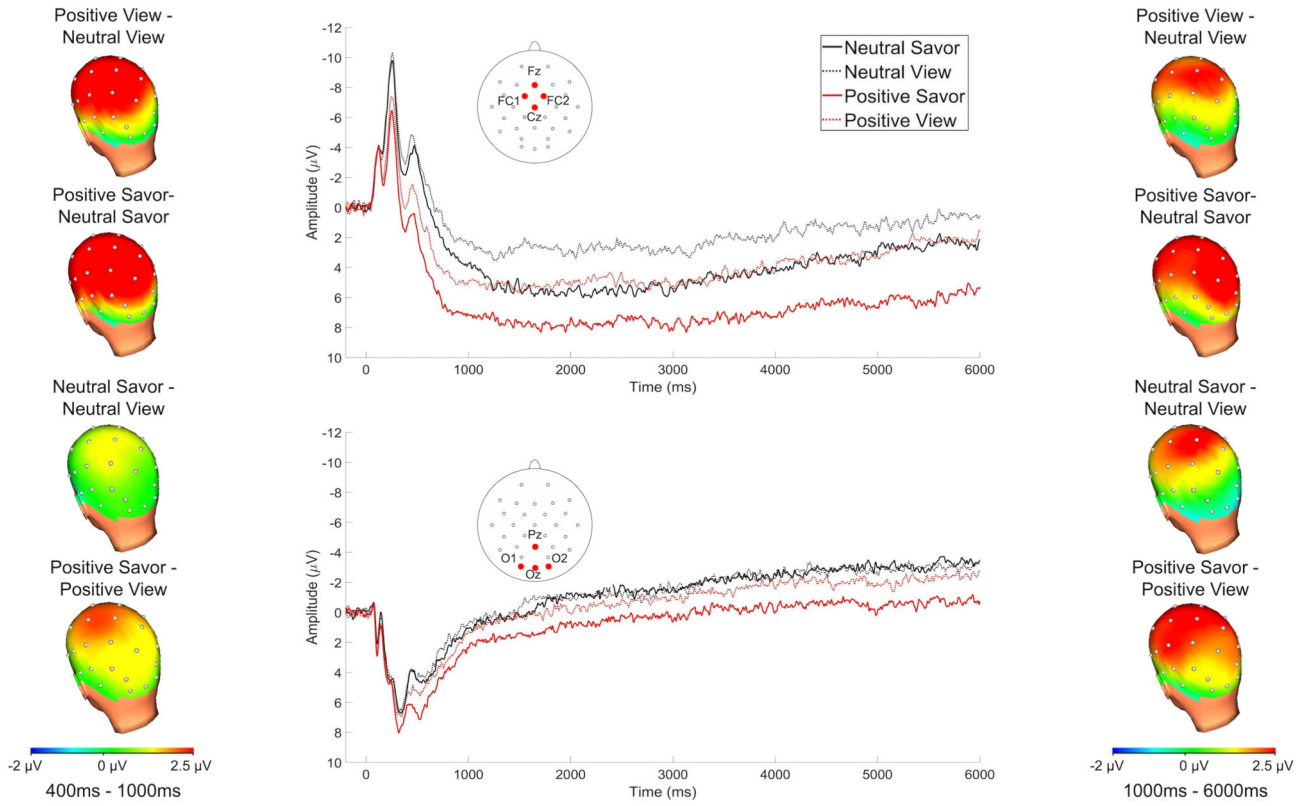 Positive View -
Neutral View
Positive Savor-
Neutral Savor
Neutral Savor -
Neutral View
Positive Savor -
Positive View
-2 µV
0 µV
2.5 µV
400ms - 1000ms
-12
-10
-8
-6
-4
-2
0
2
4
6
8
10
Amplitude (µV)
Fz
FC1
FC2
Cz
Neutral Savor
Neutral View
Positive Savor
Positive View
0
1000
2000
3000
4000
5000
6000
Time (ms)
-12
-10
-8
-6
-4
-2
0
2
4
6
8
10
Amplitude (µV)
Pz
O1
O2
Oz
0
1000
2000
3000
4000
5000
6000
Time (ms)
Positive View -
Neutral View
Positive Savor-
Neutral Savor
Neutral Savor -
Neutral View
Positive Savor -
Positive View
-2 µV
0 µV
2.5 µV
1000ms - 6000ms